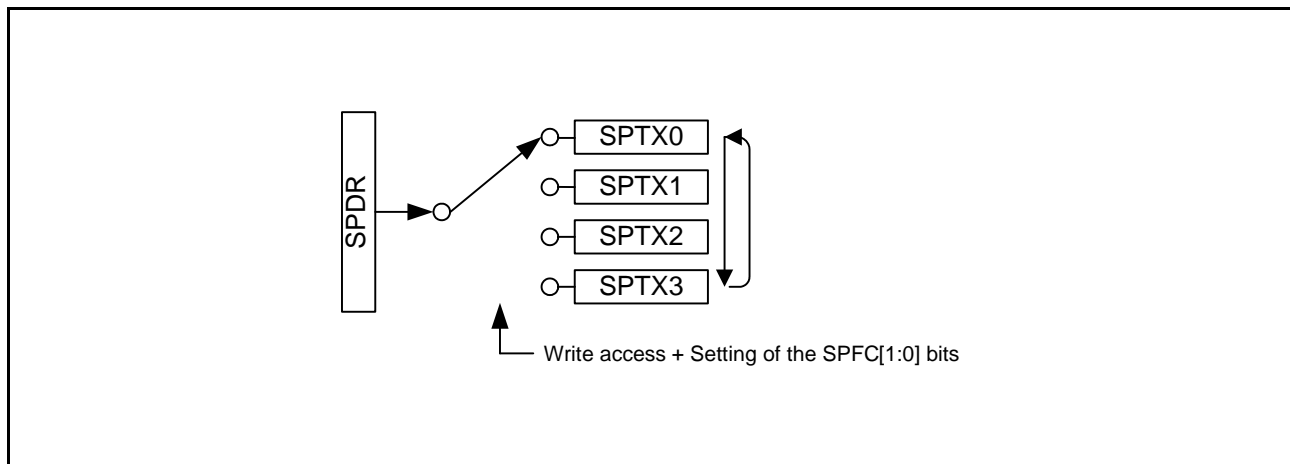 SPDR
SPTX0
SPTX1
SPTX2
SPTX3
Write access + Setting of the SPFC[1:0] bits